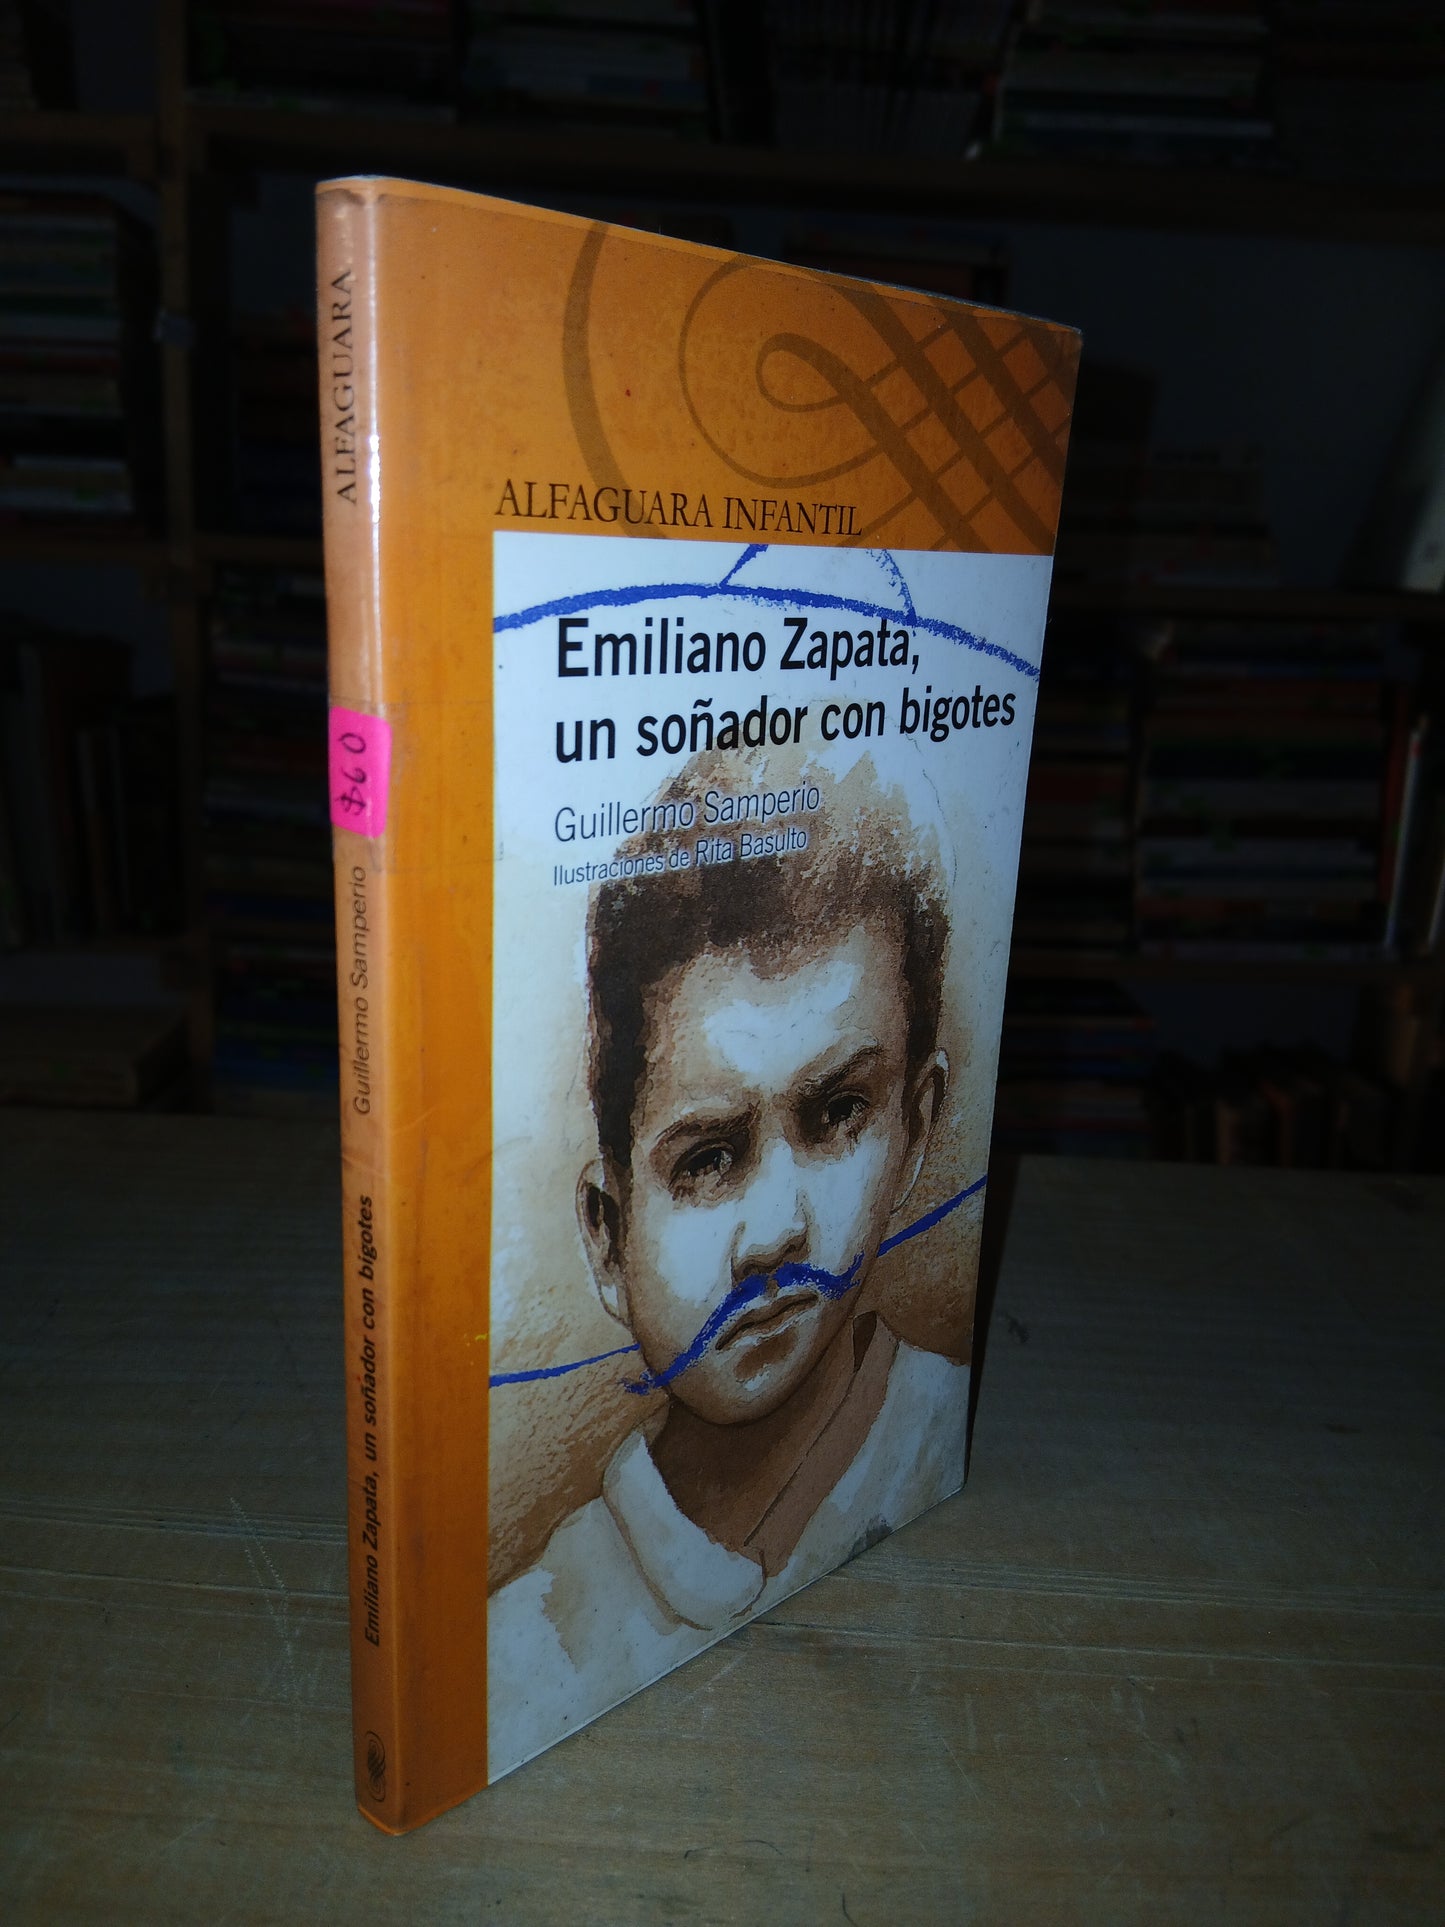 ALFAGUARA INFANTIL
Emiliano Zapata,
un soñador con bigotes
Guillermo Samperio
Ilustraciones de Rita Basulto
ALFAGUARA
$60
Guillermo Samperio
Emiliano Zapata, un soñador con bigotes